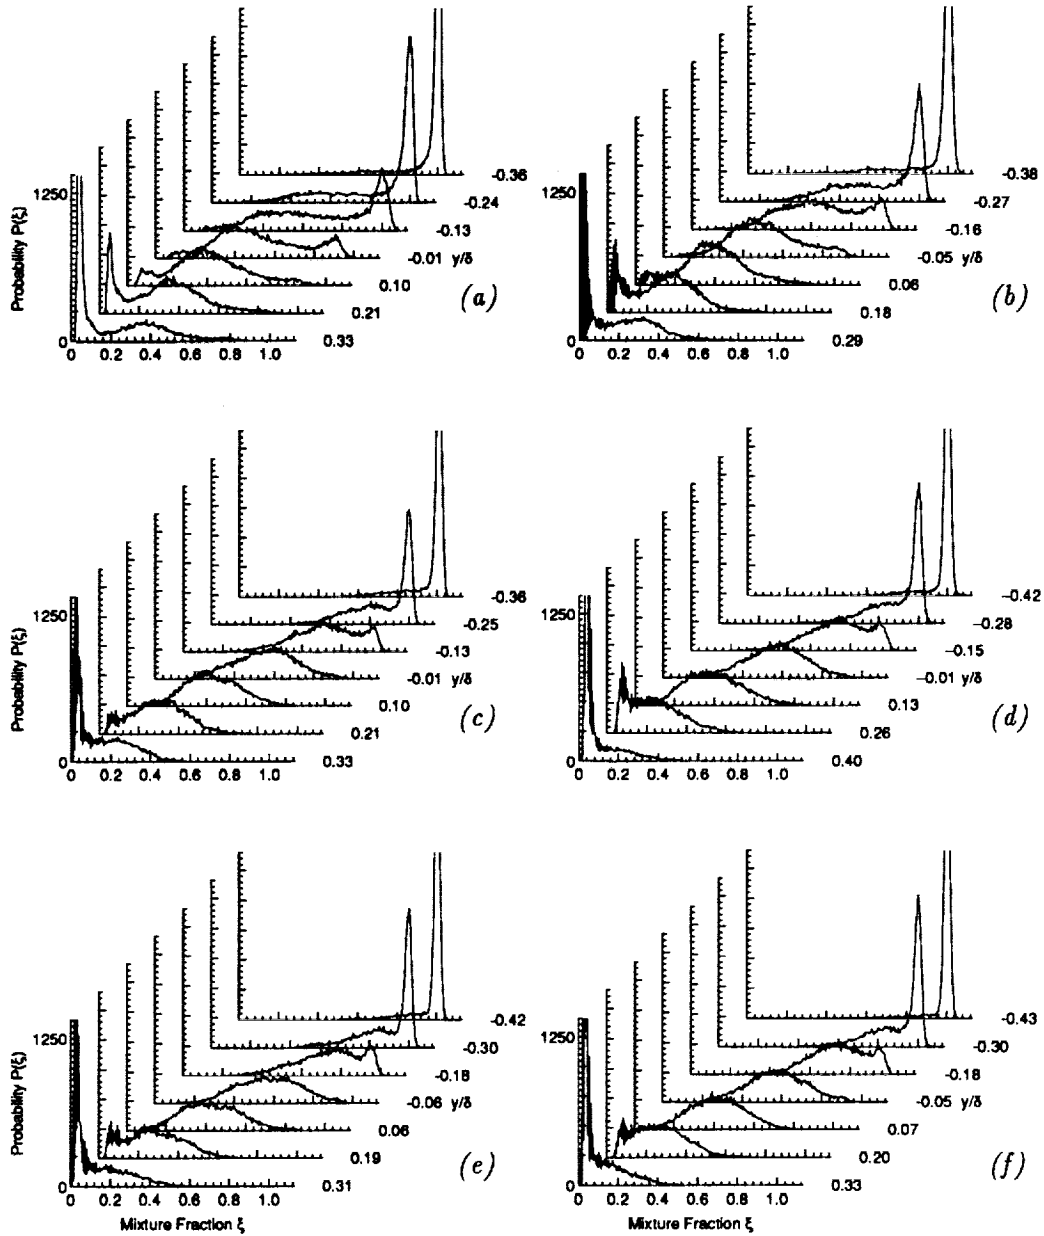 1250
Probability P(ξ)
0
0 0.2 0.4 0.6 0.8 1.0
-0.36
-0.24
-0.13
-0.01 y/δ
0.10
0.21
0.33
(a)
1250
0
0 0.2 0.4 0.6 0.8 1.0
-0.38
-0.27
-0.16
-0.05 y/δ
0.06
0.18
0.29
(b)
1250
Probability P(ξ)
0
0 0.2 0.4 0.6 0.8 1.0
-0.36
-0.25
-0.13
-0.01 y/δ
0.10
0.21
0.33
(c)
1250
0
0 0.2 0.4 0.6 0.8 1.0
-0.42
-0.28
-0.15
-0.01 y/δ
0.13
0.26
0.40
(d)
1250
Probability P(ξ)
0
0 0.2 0.4 0.6 0.8 1.0
Mixture Fraction ξ
-0.42
-0.30
-0.18
-0.06 y/δ
0.06
0.19
0.31
(e)
1250
0
0 0.2 0.4 0.6 0.8 1.0
Mixture Fraction ξ
-0.43
-0.30
-0.18
-0.05 y/δ
0.07
0.20
0.33
(f)